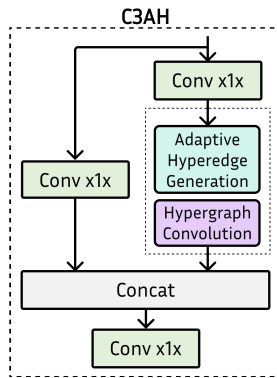 C3AH
Conv x1x
Adaptive
Hyperedge
Generation
Conv x1x
Hypergraph
Convolution
Concat
Conv x1x